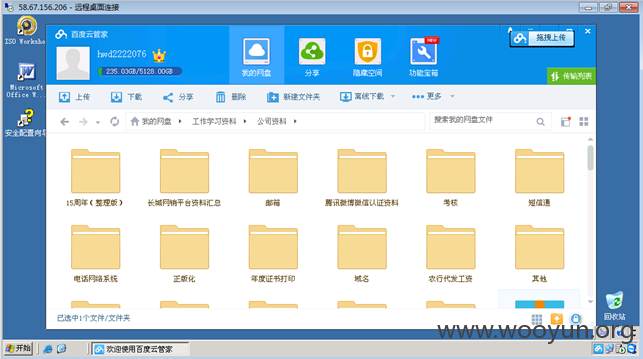 58.67.156.206 - 远程桌面连接
ISO Worksho
Microsoft
Office W...
安全配置向导
百度云管家
hwd2222076
235.03GB/5128.00GB
我的网盘
分享
隐藏空间
NEW
功能宝箱
拖拽上传
传输列表
上传
下载
分享
删除
新建文件夹
离线下载
更多
我的网盘
工作学习资料
公司资料
搜索我的网盘文件
15周年（整理版）
长城网销平台资料汇总
邮箱
腾讯微博微信认证资料
考核
短信通
电话网络系统
正版化
年度证书打印
域名
农行代发工资
其他
已选中1个文件/文件夹
回收站
www.wooyun.org
开始
欢迎使用百度云管家